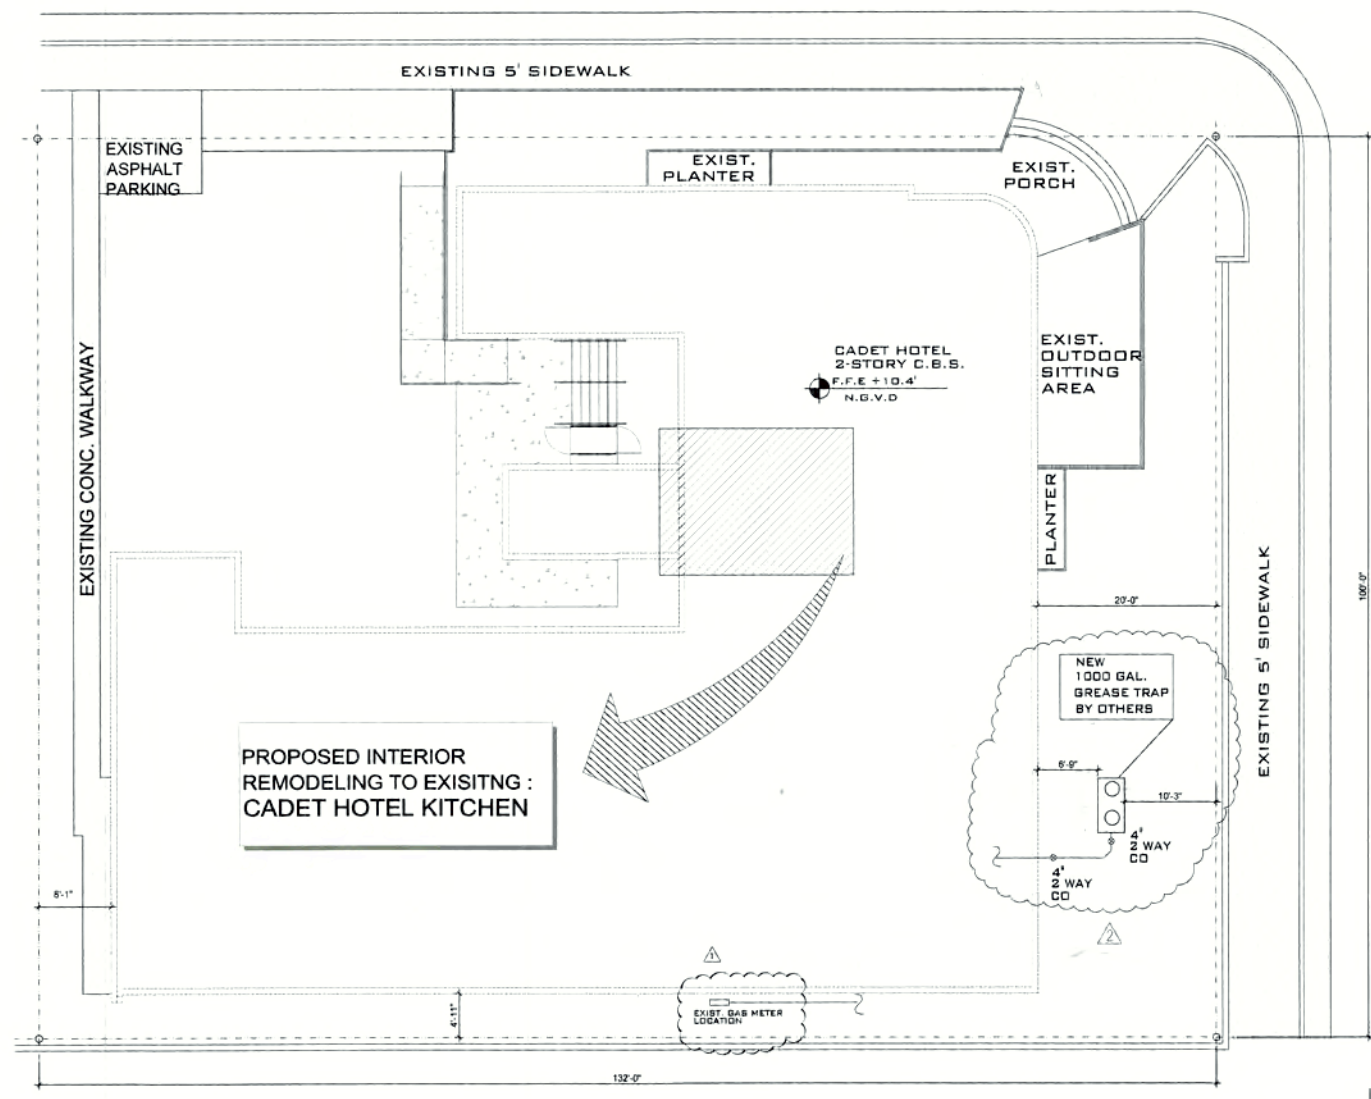 EXISTING 5' SIDEWALK
EXISTING
ASPHALT
PARKING
EXIST.
PLANTER
EXIST.
PORCH
CADET HOTEL
2-STORY C.B.S.
F.F.E +10.4'
N.G.V.D
EXIST.
OUTDOOR
SITTING
AREA
EXISTING CONC. WALKWAY
PLANTER
20'-0"
100'-0"
EXISTING 5' SIDEWALK
NEW
1000 GAL.
GREASE TRAP
BY OTHERS
6'-9"
10'-3"
4"
2 WAY
CO
4"
2 WAY
CO
2
PROPOSED INTERIOR
REMODELING TO EXISITNG :
CADET HOTEL KITCHEN
6'-1"
1
EXIST. GAS METER
LOCATION
4'-11"
132'-0"